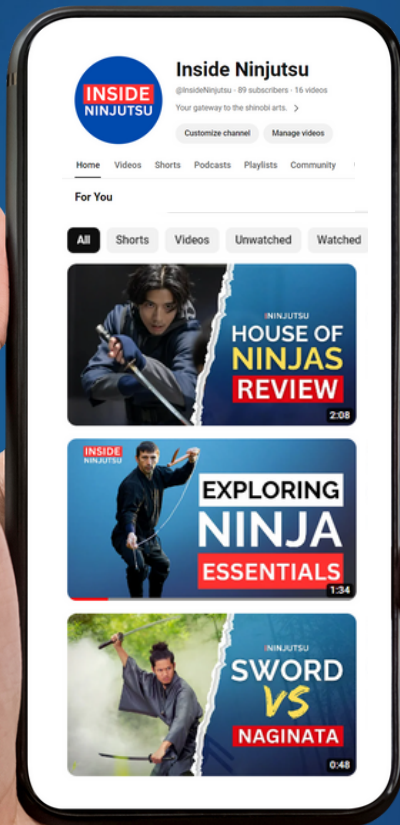 INSIDE
NINJUTSU
Inside Ninjutsu
@InsideNinjutsu · 89 subscribers · 16 videos
Your gateway to the shinobi arts. >
Customize channel Manage videos
Home Videos Shorts Podcasts Playlists Community
For You
All Shorts Videos Unwatched Watched
ININJUTSU
HOUSE OF
NINJAS
REVIEW
2:08
INSIDE
NINJUTSU
EXPLORING
NINJA
ESSENTIALS
1:34
ININJUTSU
SWORD
VS
NAGINATA
0:48